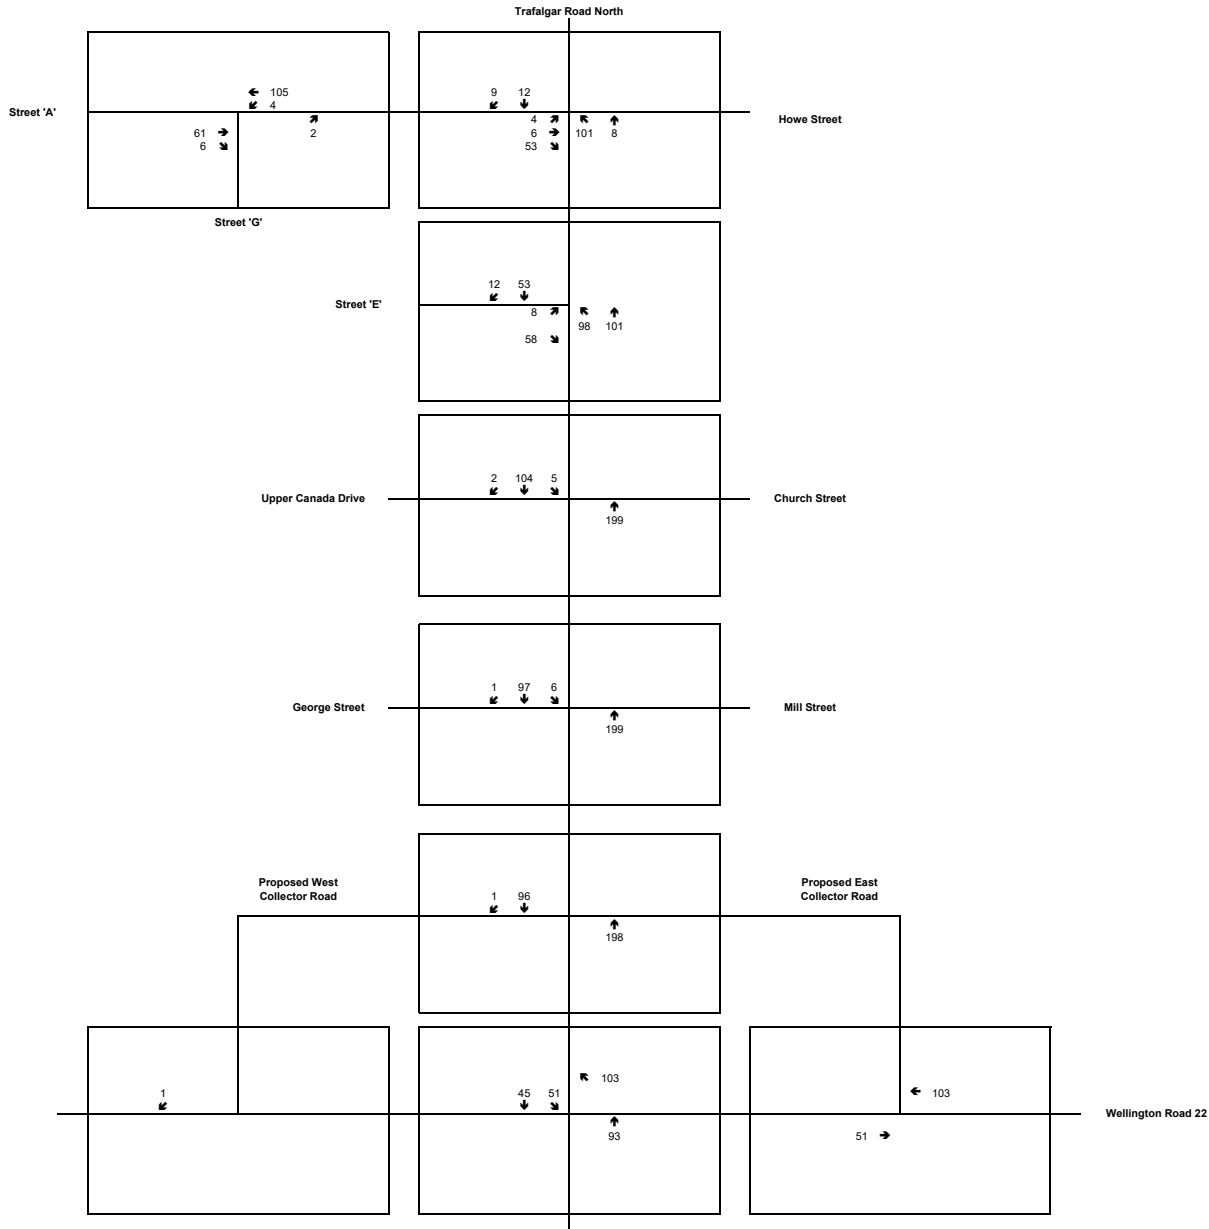 Trafalgar Road North
105
4
Street 'A'
61
6
2
Street 'G'
9 12
4
6
53
101 8
Howe Street
12 53
Street 'E'
8
98 101
58
2 104 5
Upper Canada Drive
Church Street
199
1 97 6
George Street
Mill Street
199
Proposed West
Collector Road
1 96
Proposed East
Collector Road
198
1
103
45 51
93
103
51
Wellington Road 22